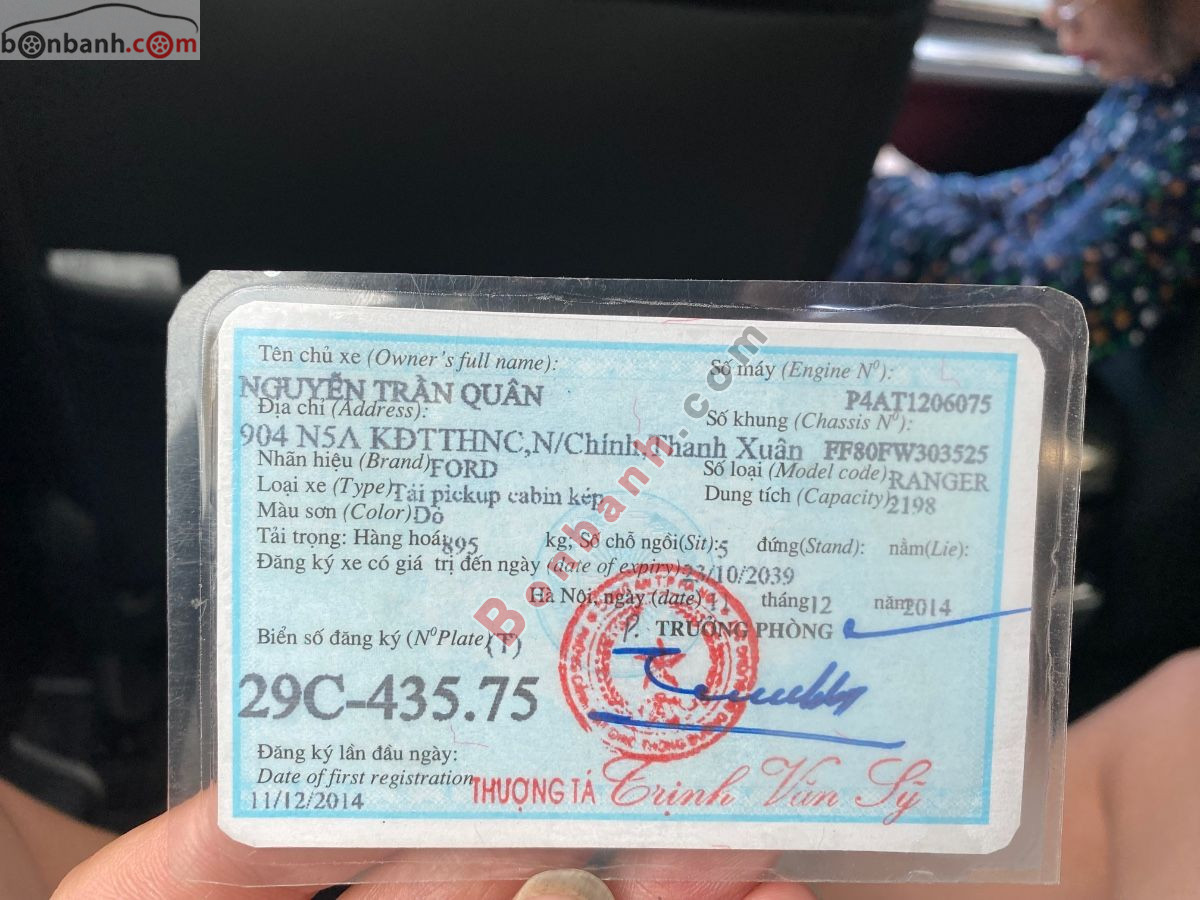 bonbanh.com
Tên chủ xe (Owner's full name):
Số máy (Engine N⁰):
NGUYỄN TRẦN QUÂN
P4AT1206075
Địa chỉ (Address):
Số khung (Chassis N⁰):
904 N5A KĐTTHNC,N/Chính,Thanh Xuân FF80FW303525
Nhãn hiệu (Brand) FORD
Số loại (Model code) RANGER
Loại xe (Type) Tải pickup cabin kép
Dung tích (Capacity) 2198
Màu sơn (Color) Đỏ
Tải trọng: Hàng hoá: 895 kg; Số chỗ ngồi(Sit): 5 đứng(Stand): nằm(Lie):
Đăng ký xe có giá trị đến ngày (date of expiry) 23/10/2039
Hà Nội, ngày (date) 11 tháng 12 năm 2014
P. TRƯỞNG PHÒNG
Biển số đăng ký (N⁰Plate) (T)
29C-435.75
Đăng ký lần đầu ngày:
Date of first registration
11/12/2014
THƯỢNG TÁ Trịnh Văn Sỹ
Bonbanh.com